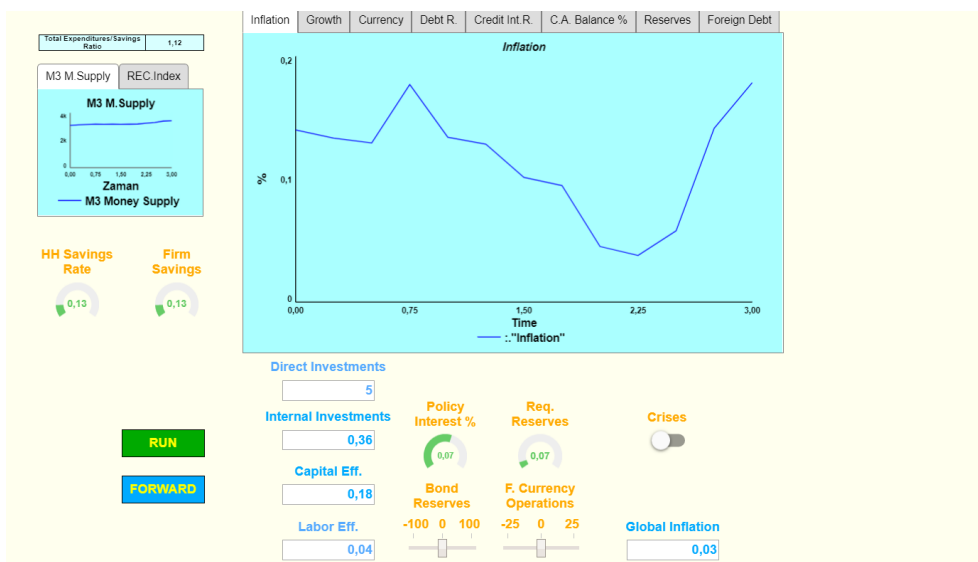 Inflation Growth Currency Debt R. Credit Int.R. C.A. Balance % Reserves Foreign Debt
Total Expenditures/Savings
Ratio
1,12
M3 M.Supply REC.Index
M3 M.Supply
4K
2K
0
0,00 0,75 1,50 2,25 3,00
Zaman
M3 Money Supply
Inflation
0,2
%
0,1
0
0,00 0,75 1,50 2,25 3,00
Time
:."Inflation"
HH Savings
Rate
0,13
Firm
Savings
0,13
RUN
FORWARD
Direct Investments
5
Internal Investments
0,36
Capital Eff.
0,18
Labor Eff.
0,04
Policy
Interest %
0,07
Req.
Reserves
0,07
Bond
Reserves
-100 0 100
F. Currency
Operations
-25 0 25
Crises
Global Inflation
0,03